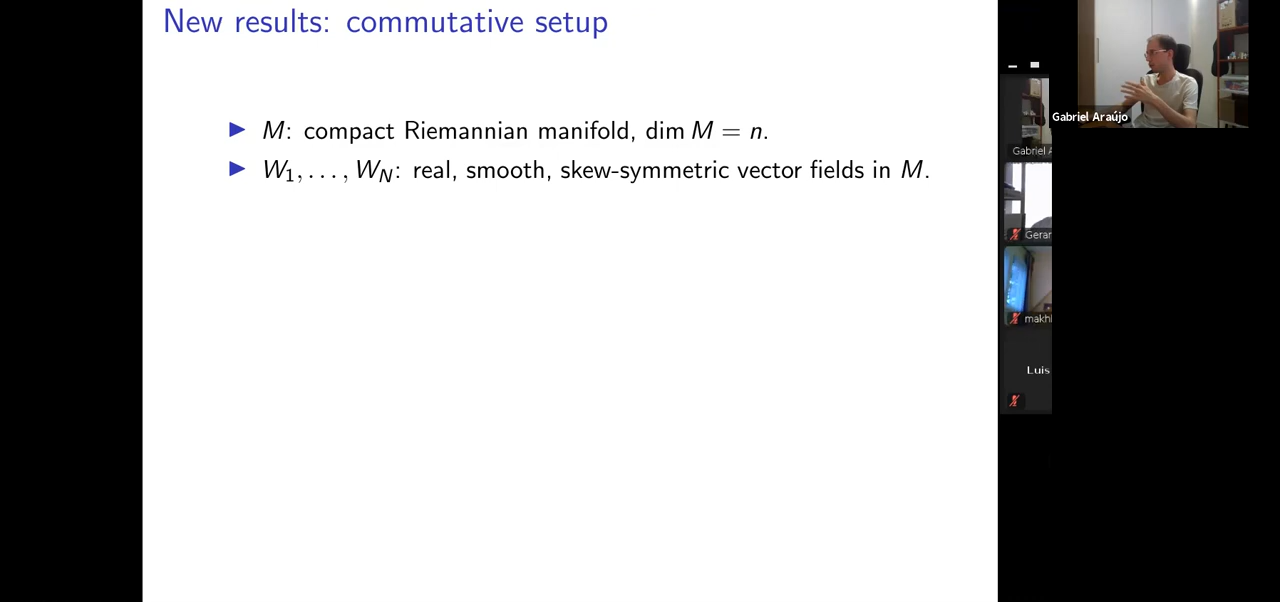 New results: commutative setup
M: compact Riemannian manifold, dim M = n.
W₁, . . . , W_N: real, smooth, skew-symmetric vector fields in M.
Gabriel Araújo
Gabriel A
Gerar
makhl
Luis